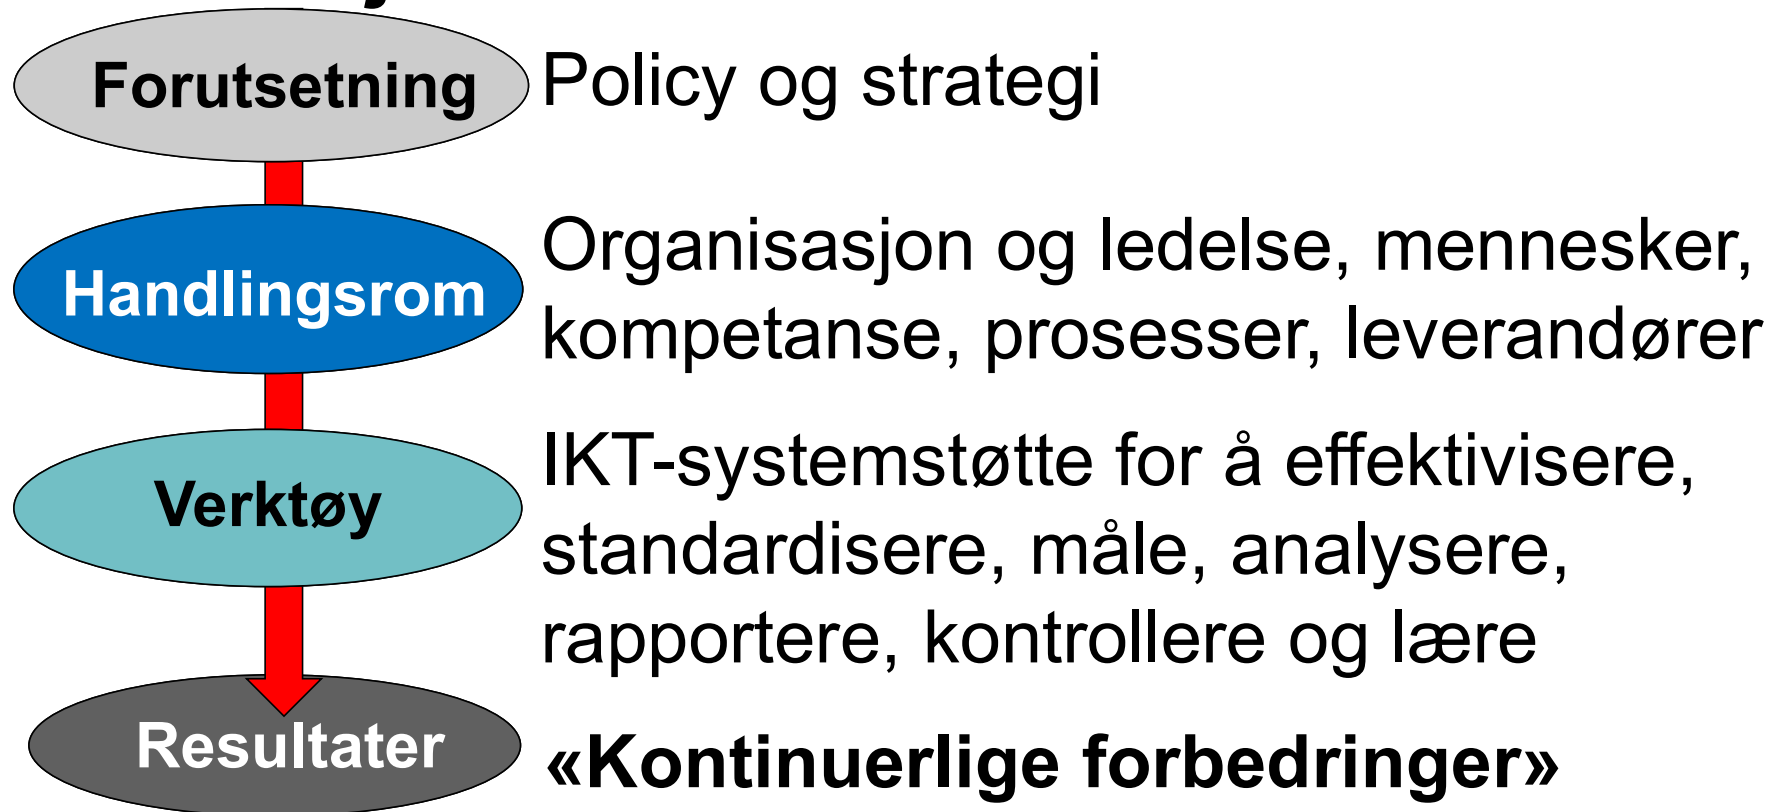 Forutsetning
Policy og strategi
Handlingsrom
Organisasjon og ledelse, mennesker,
kompetanse, prosesser, leverandører
Verktøy
IKT-systemstøtte for å effektivisere,
standardisere, måle, analysere,
rapportere, kontrollere og lære
Resultater
«Kontinuerlige forbedringer»